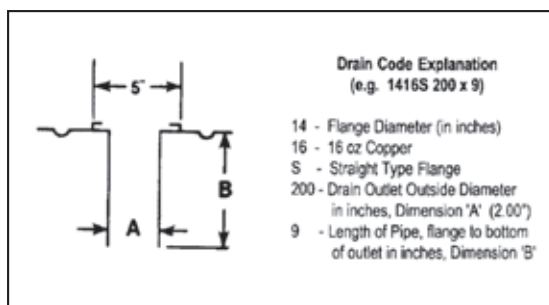 5"
A
B
Drain Code Explanation
(e.g. 1416S 200 x 9)
14 - Flange Diameter (in inches)
16 - 16 oz Copper
S - Straight Type Flange
200 - Drain Outlet Outside Diameter
in inches, Dimension 'A' (2.00")
9 - Length of Pipe, flange to bottom
of outlet in inches, Dimension 'B'